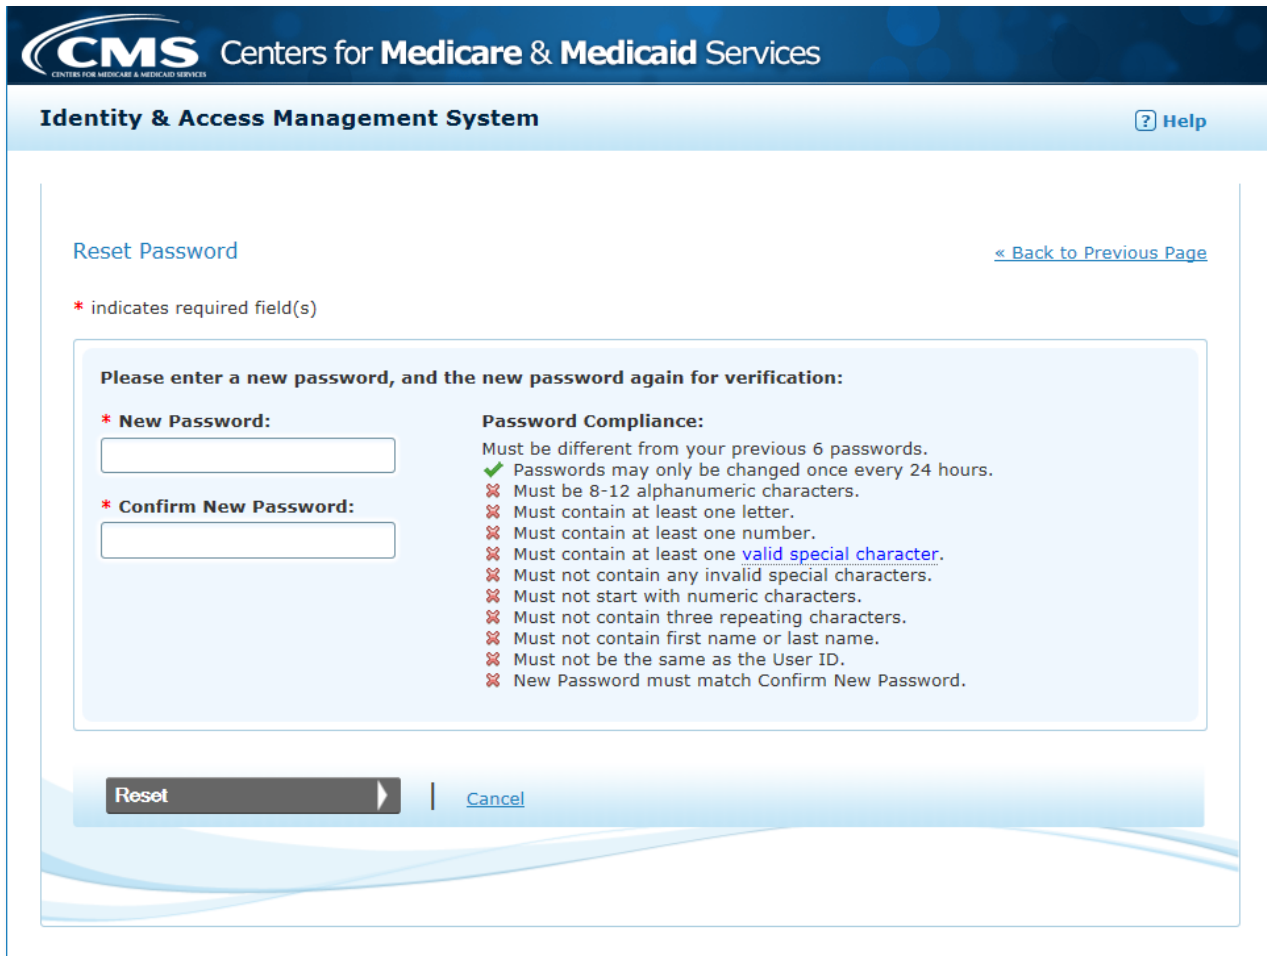 CMS Centers for Medicare & Medicaid Services
CENTERS FOR MEDICARE & MEDICAID SERVICES
Identity & Access Management System
? Help
Reset Password
« Back to Previous Page
* indicates required field(s)
Please enter a new password, and the new password again for verification:
* New Password:
* Confirm New Password:
Password Compliance:
Must be different from your previous 6 passwords.
Passwords may only be changed once every 24 hours.
Must be 8-12 alphanumeric characters.
Must contain at least one letter.
Must contain at least one number.
Must contain at least one valid special character.
Must not contain any invalid special characters.
Must not start with numeric characters.
Must not contain three repeating characters.
Must not contain first name or last name.
Must not be the same as the User ID.
New Password must match Confirm New Password.
Reset
Cancel